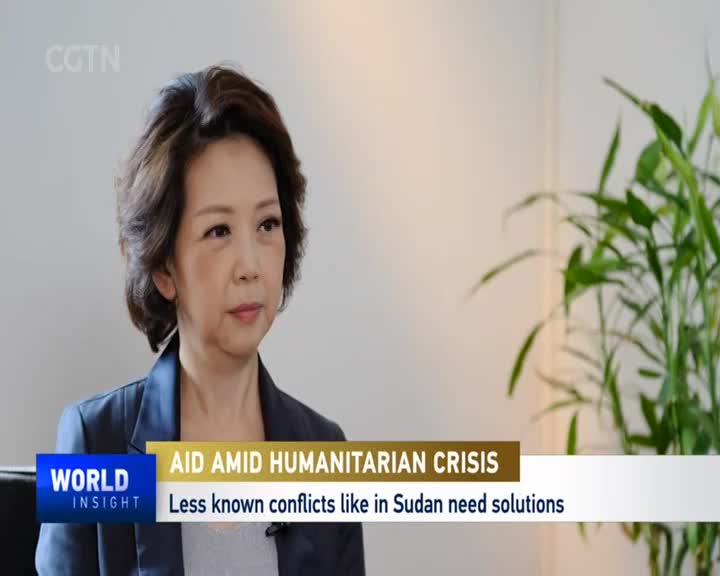 CGTN
AID AMID HUMANITARIAN CRISIS
WORLD
INSIGHT
Less known conflicts like in Sudan need solutions